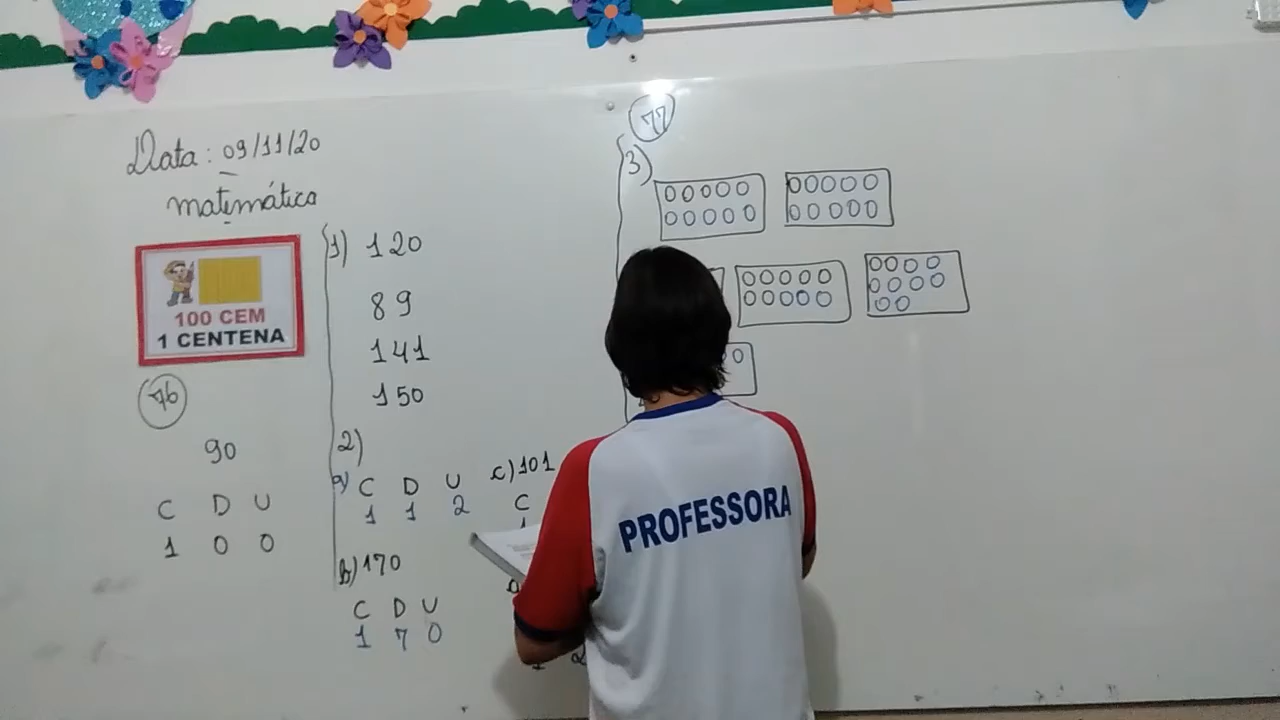 Data: 09/11/20
matemática
100 CEM
1 CENTENA
76
90
C D U
1 0 0
1) 120
89
141
150
2)
a) C D U
1 1 2
b) 170
C D U
1 7 0
c) 101
C
77
3)
PROFESSORA